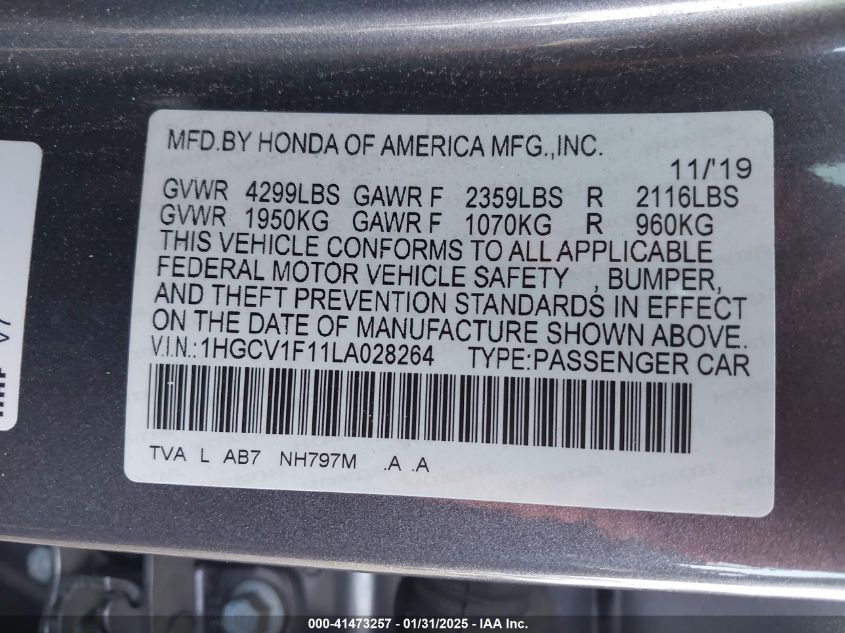 MFD.BY HONDA OF AMERICA MFG.,INC.
11/'19
GVWR 4299LBS GAWR F 2359LBS R 2116LBS
GVWR 1950KG GAWR F 1070KG R 960KG
THIS VEHICLE CONFORMS TO ALL APPLICABLE
FEDERAL MOTOR VEHICLE SAFETY , BUMPER,
AND THEFT PREVENTION STANDARDS IN EFFECT
ON THE DATE OF MANUFACTURE SHOWN ABOVE.
V.I.N.:1HGCV1F11LA028264 TYPE:PASSENGER CAR
TVA L AB7 NH797M .A .A
000-41473257 - 01/31/2025 - IAA Inc.